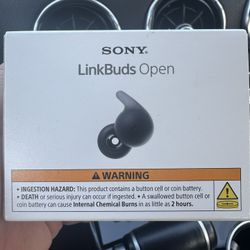 SONY
LinkBuds Open
⚠ WARNING
• INGESTION HAZARD: This product contains a button cell or coin battery.
• DEATH or serious injury can occur if ingested. • A swallowed button cell or
coin battery can cause Internal Chemical Burns in as little as 2 hours.